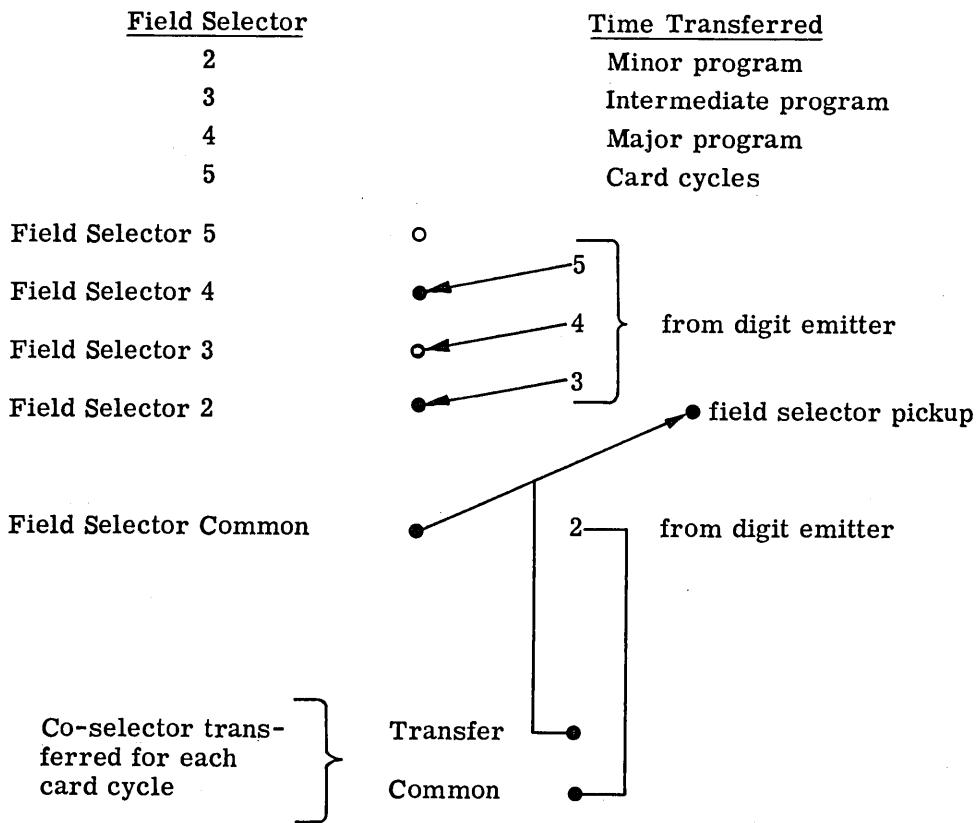 Field Selector Time Transferred
2 Minor program
3 Intermediate program
4 Major program
5 Card cycles
Field Selector 5
5
Field Selector 4
4 from digit emitter
Field Selector 3
3
Field Selector 2 field selector pickup
Field Selector Common 2 from digit emitter
Co-selector trans- Transfer
ferred for each
card cycle Common